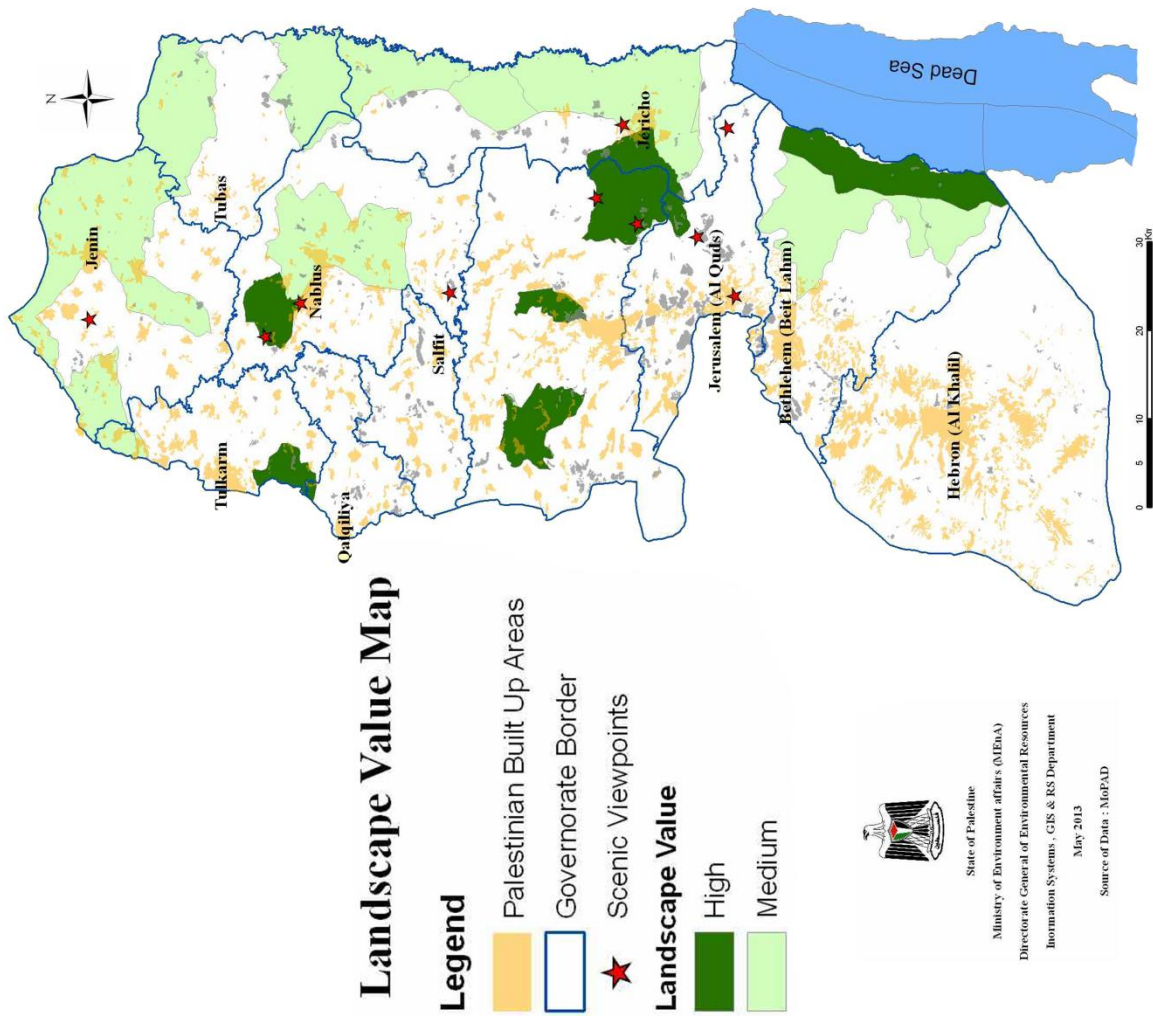 Landscape Value Map
Legend
Palestinian Built Up Areas
Governorate Border
Scenic Viewpoints
Landscape Value
High
Medium
State of Palestine
Ministry of Environment affairs (MEnA)
Directorate General of Environmental Resources
Inormation Systems , GIS & RS Department
May 2013
Source of Data : MoPAD
N
Jenin
Tubas
Tulkarm
Nablus
Qalqiliya
Salfit
Jericho
Jerusalem (Al Quds)
Bethlehem (Beit Lahm)
Hebron (Al Khalil)
Dead Sea
0 5 10 20 30
Km